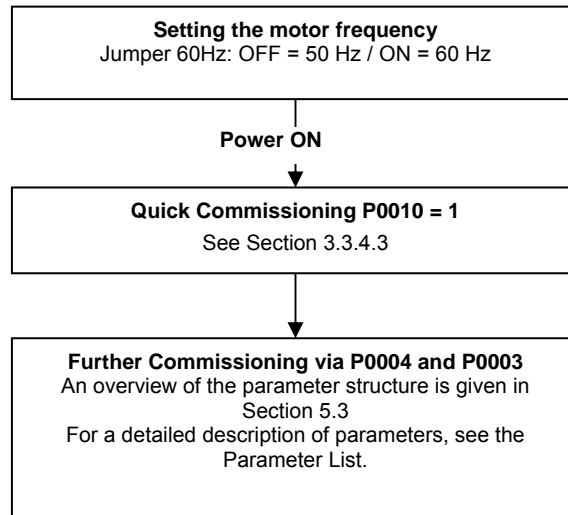 Setting the motor frequency
Jumper 60Hz: OFF = 50 Hz / ON = 60 Hz
Power ON
Quick Commissioning P0010 = 1
See Section 3.3.4.3
Further Commissioning via P0004 and P0003
An overview of the parameter structure is given in
Section 5.3
For a detailed description of parameters, see the
Parameter List.